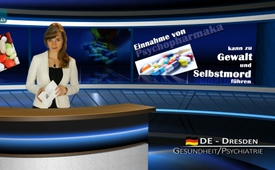 Einnahme von
Psychopharmaka
kann zu
Gewalt
und
Selbstmord
führen
DE - DRESDEN
GESUNDHEIT/PSYCHIATRIE